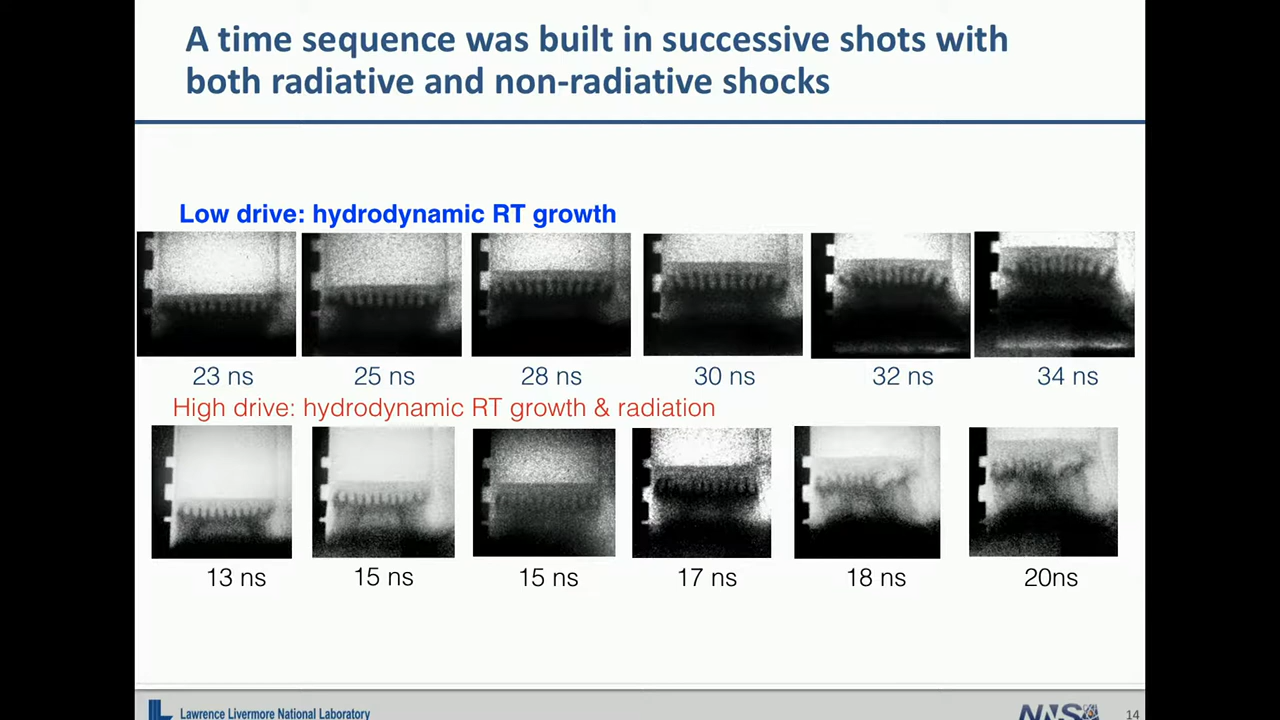 A time sequence was built in successive shots with
both radiative and non-radiative shocks
Low drive: hydrodynamic RT growth
23 ns 25 ns 28 ns 30 ns 32 ns 34 ns
High drive: hydrodynamic RT growth & radiation
13 ns 15 ns 15 ns 17 ns 18 ns 20ns
Lawrence Livermore National Laboratory
14